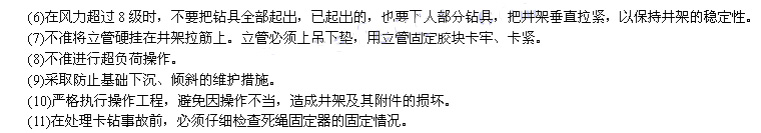 (6)在风力超过8级时，不要把钻具全部起出，已起出的，也要下人部分钻具，把井架垂直拉紧，以保持井架的稳定性。
(7)不准将立管硬挂在井架拉筋上。立管必须上吊下垫，用立管固定胶块卡牢、卡紧。
(8)不准进行超负荷操作。
(9)采取防止基础下沉、倾斜的维护措施。
(10)严格执行操作工程，避免因操作不当，造成井架及其附件的损坏。
(11)在处理卡钻事故前，必须仔细检查死绳固定器的固定情况。